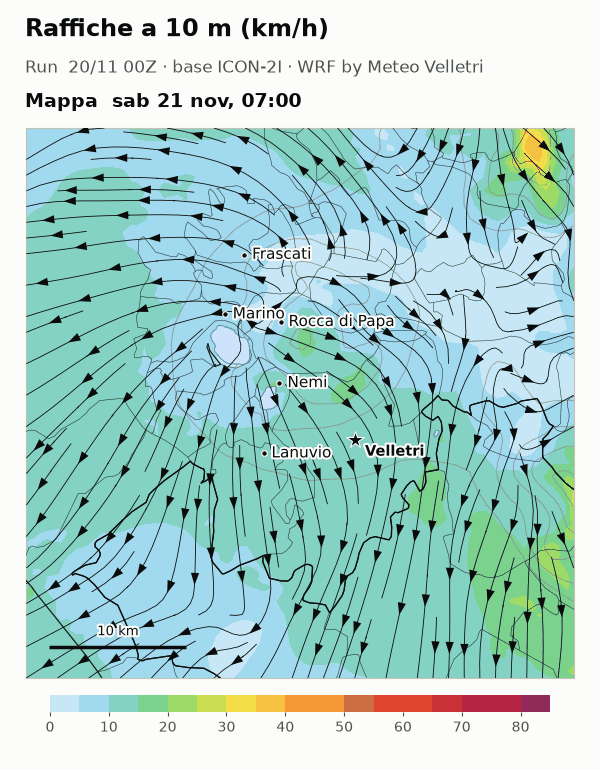 Raffiche a 10 m (km/h)
Run  20/11 00Z · base ICON-2I · WRF by Meteo Velletri
Mappa  sab 21 nov, 07:00
Frascati
Marino
Rocca di Papa
Nemi
Lanuvio
Velletri
10 km
0 10 20 30 40 50 60 70 80